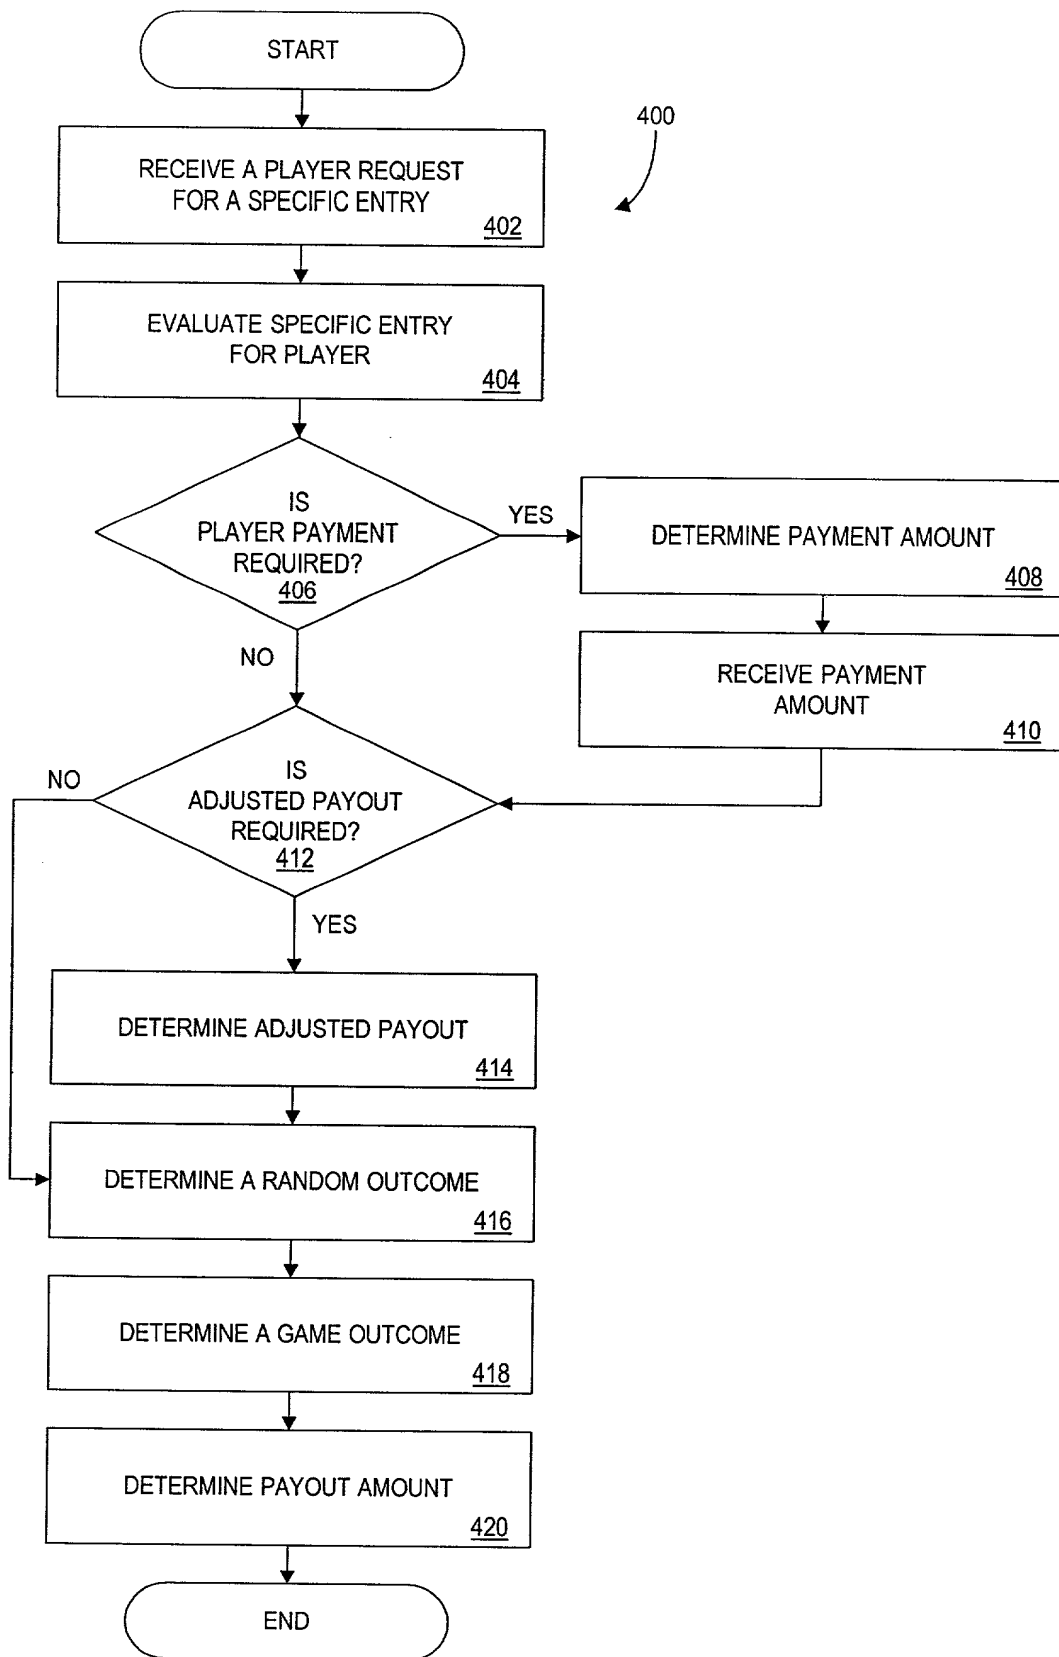 START
400
RECEIVE A PLAYER REQUEST
FOR A SPECIFIC ENTRY
402
EVALUATE SPECIFIC ENTRY
FOR PLAYER
404
IS
PLAYER PAYMENT
REQUIRED?
406
YES
DETERMINE PAYMENT AMOUNT
408
NO
RECEIVE PAYMENT
AMOUNT
410
NO
IS
ADJUSTED PAYOUT
REQUIRED?
412
YES
DETERMINE ADJUSTED PAYOUT
414
DETERMINE A RANDOM OUTCOME
416
DETERMINE A GAME OUTCOME
418
DETERMINE PAYOUT AMOUNT
420
END